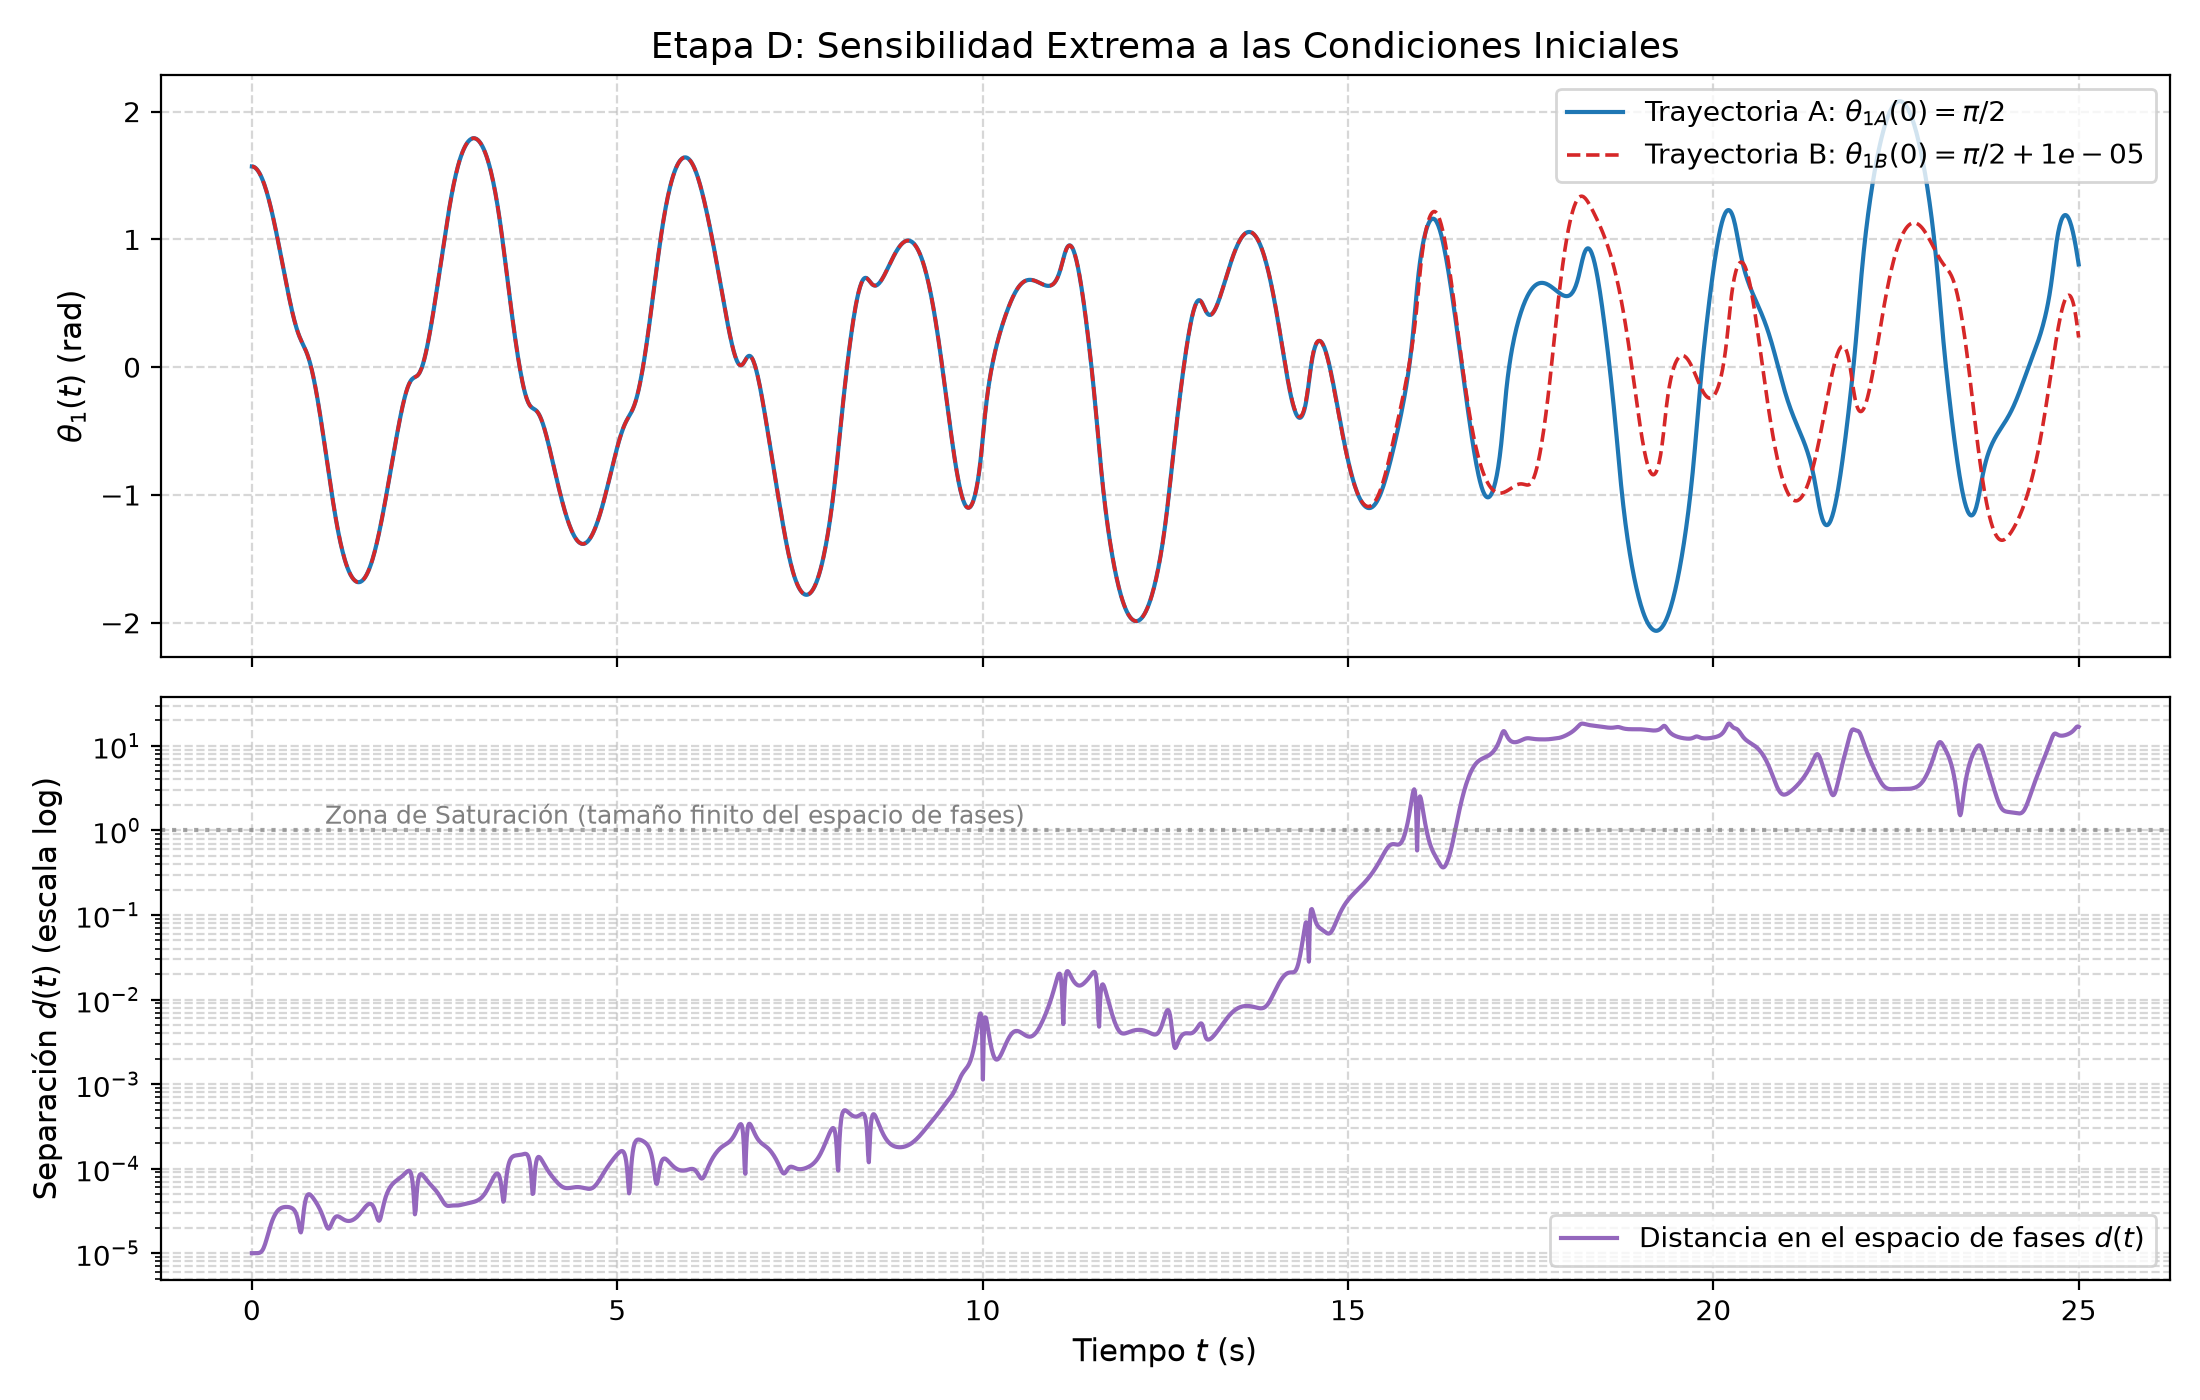 Etapa D: Sensibilidad Extrema a las Condiciones Iniciales
θ₁(t) (rad)
2
1
0
−1
−2
Trayectoria A: θ₁A(0) = π/2
Trayectoria B: θ₁B(0) = π/2 + 1e − 05
Separación d(t) (escala log)
10¹
10⁰
10⁻¹
10⁻²
10⁻³
10⁻⁴
10⁻⁵
Zona de Saturación (tamaño finito del espacio de fases)
Distancia en el espacio de fases d(t)
0 5 10 15 20 25
Tiempo t (s)